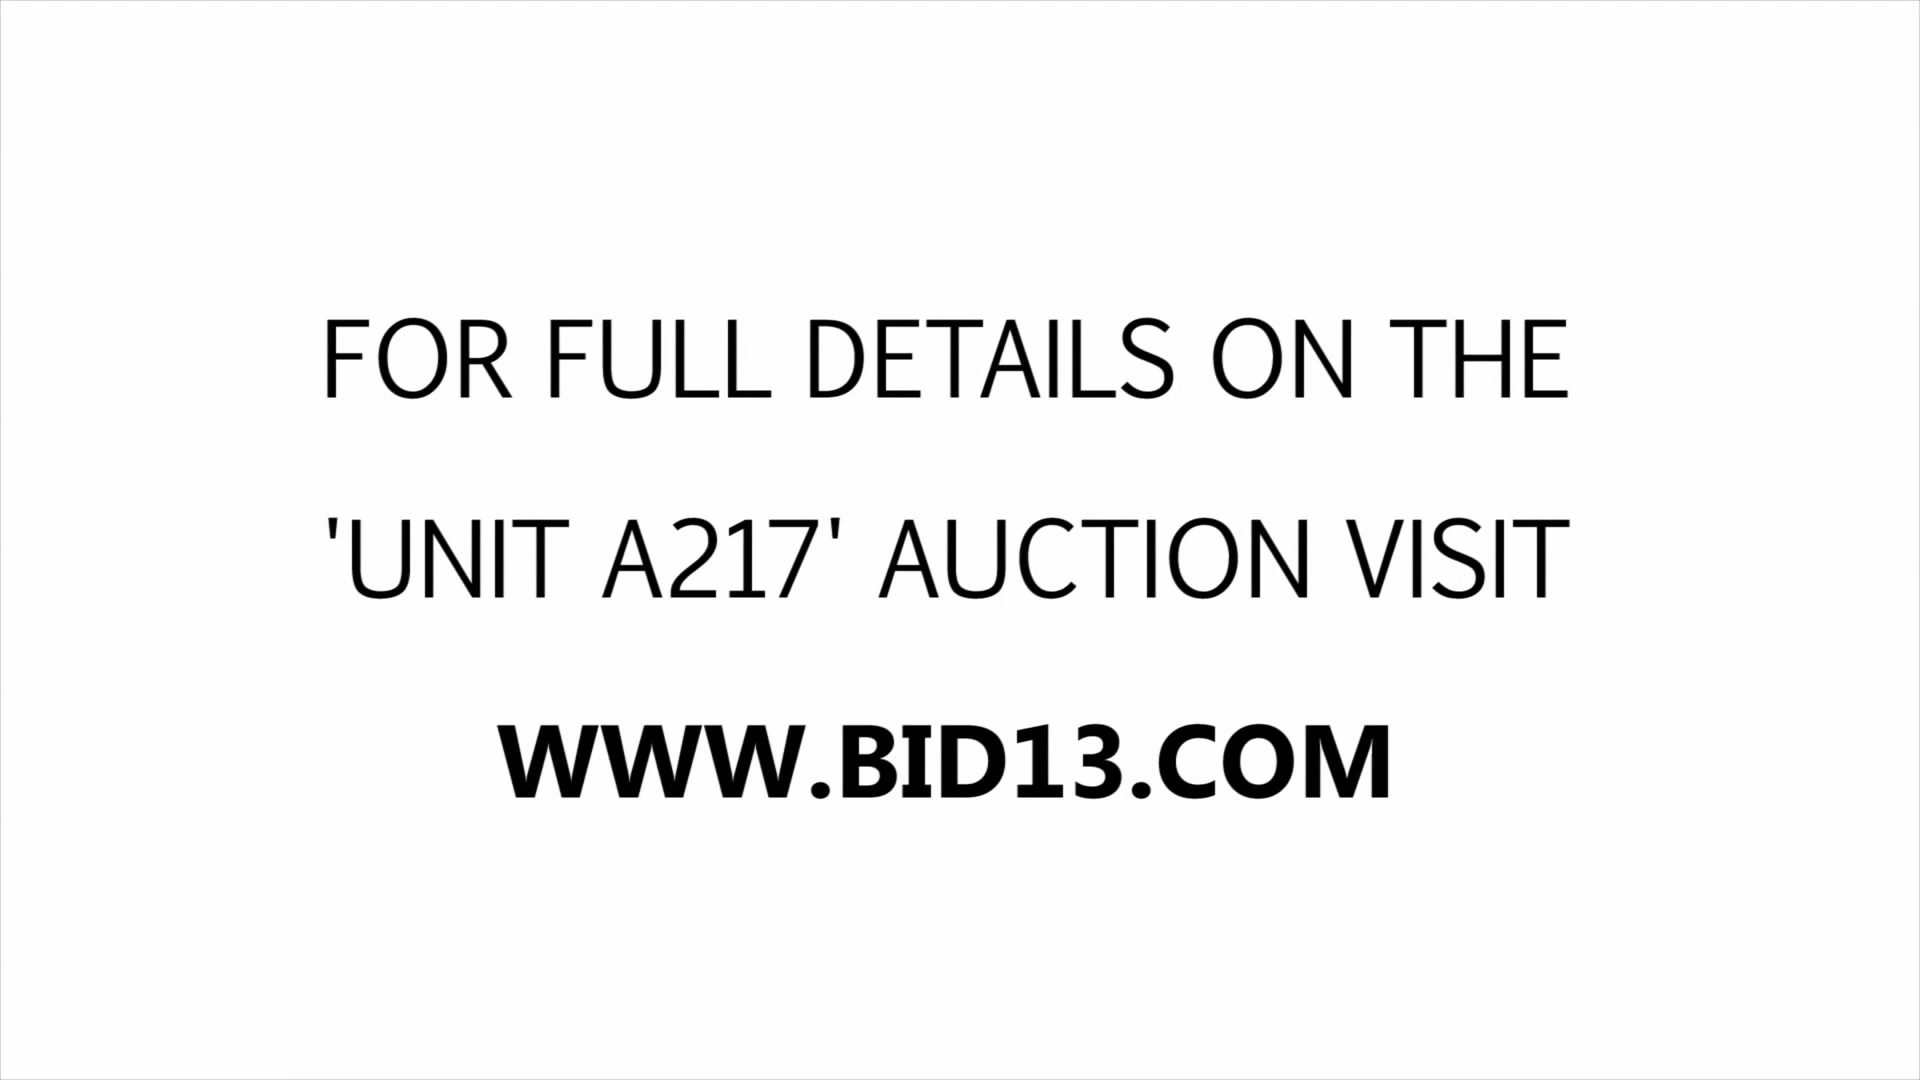 FOR FULL DETAILS ON THE
'UNIT A217' AUCTION VISIT
WWW.BID13.COM